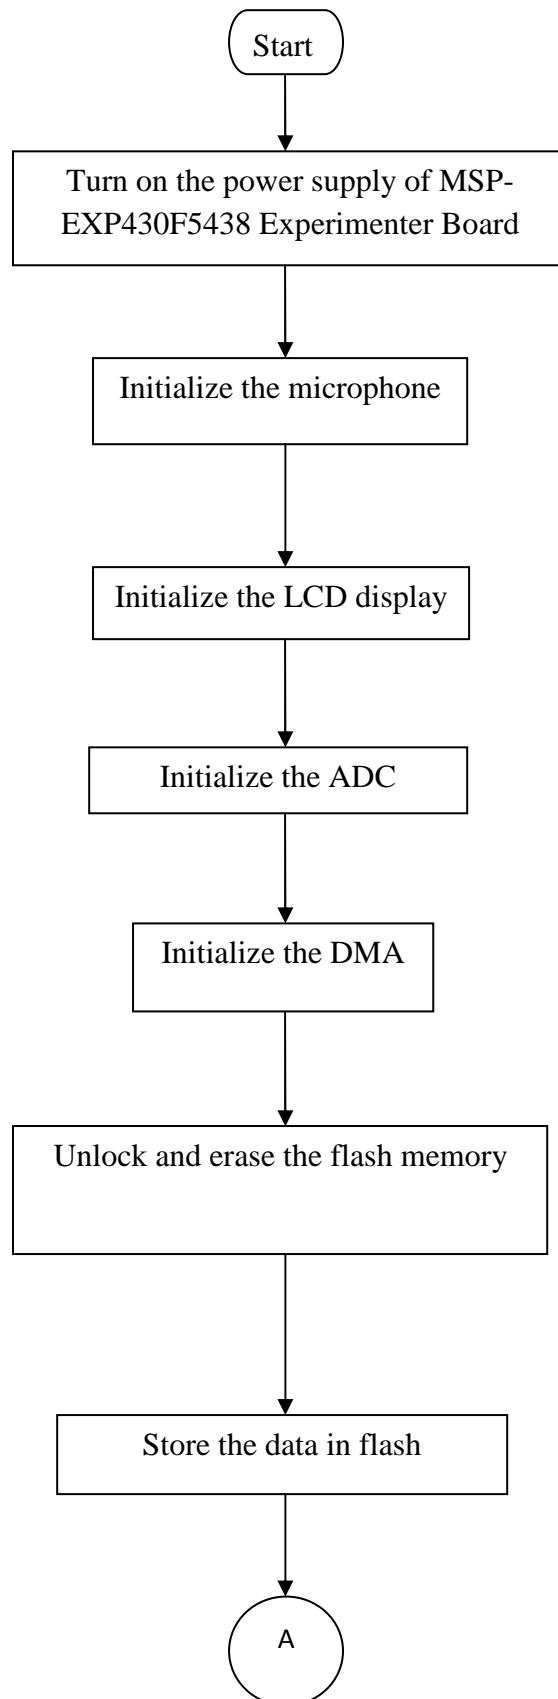 Start
Turn on the power supply of MSP-
EXP430F5438 Experimenter Board
Initialize the microphone
Initialize the LCD display
Initialize the ADC
Initialize the DMA
Unlock and erase the flash memory
Store the data in flash
A